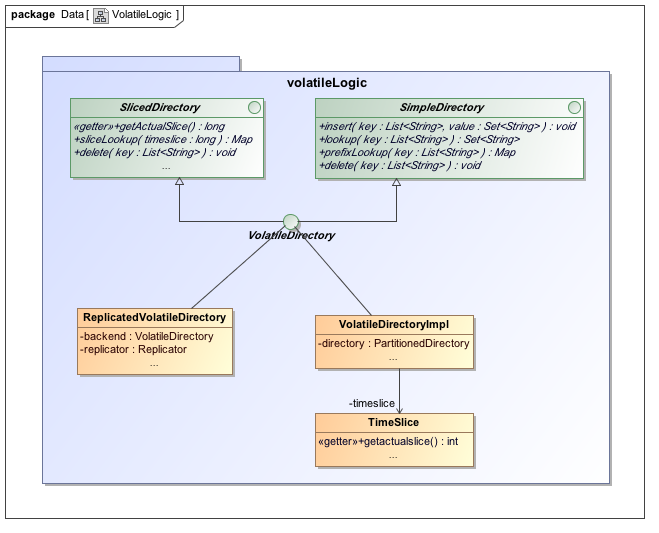 package Data [ VolatileLogic ]
volatileLogic
SlicedDirectory
«getter»+getActualSlice() : long
+sliceLookup( timeslice : long ) : Map
+delete( key : List<String> ) : void
...
SimpleDirectory
+insert( key : List<String>, value : Set<String> ) : void
+lookup( key : List<String> ) : Set<String>
+prefixLookup( key : List<String> ) : Map
+delete( key : List<String> ) : void
VolatileDirectory
ReplicatedVolatileDirectory
-backend : VolatileDirectory
-replicator : Replicator
...
VolatileDirectoryImpl
-directory : PartitionedDirectory
...
-timeslice
TimeSlice
«getter»+getactualslice() : int
...